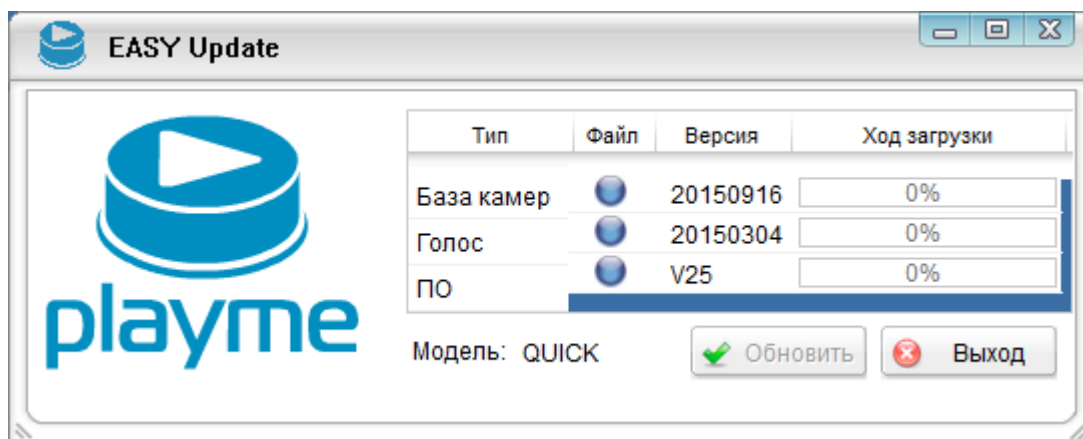 EASY Update
Тип Файл Версия Ход загрузки
База камер 20150916 0%
Голос 20150304 0%
ПО V25 0%
playme
Модель: QUICK Обновить Выход